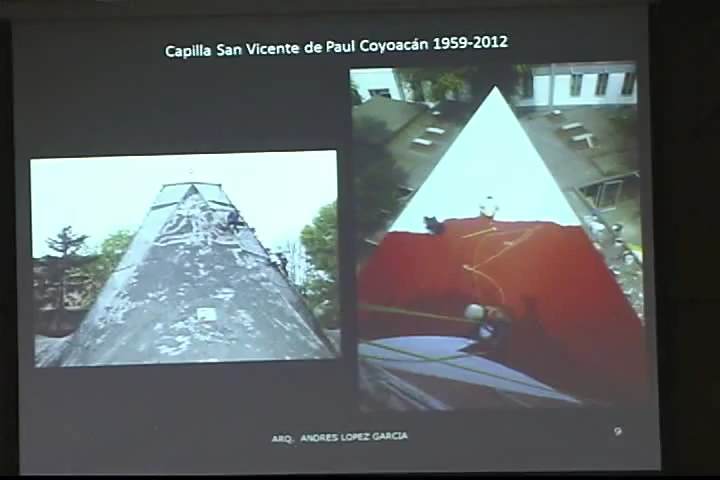 Capilla San Vicente de Paul Coyoacán 1959-2012
ARQ. ANDRES LOPEZ GARCIA
9